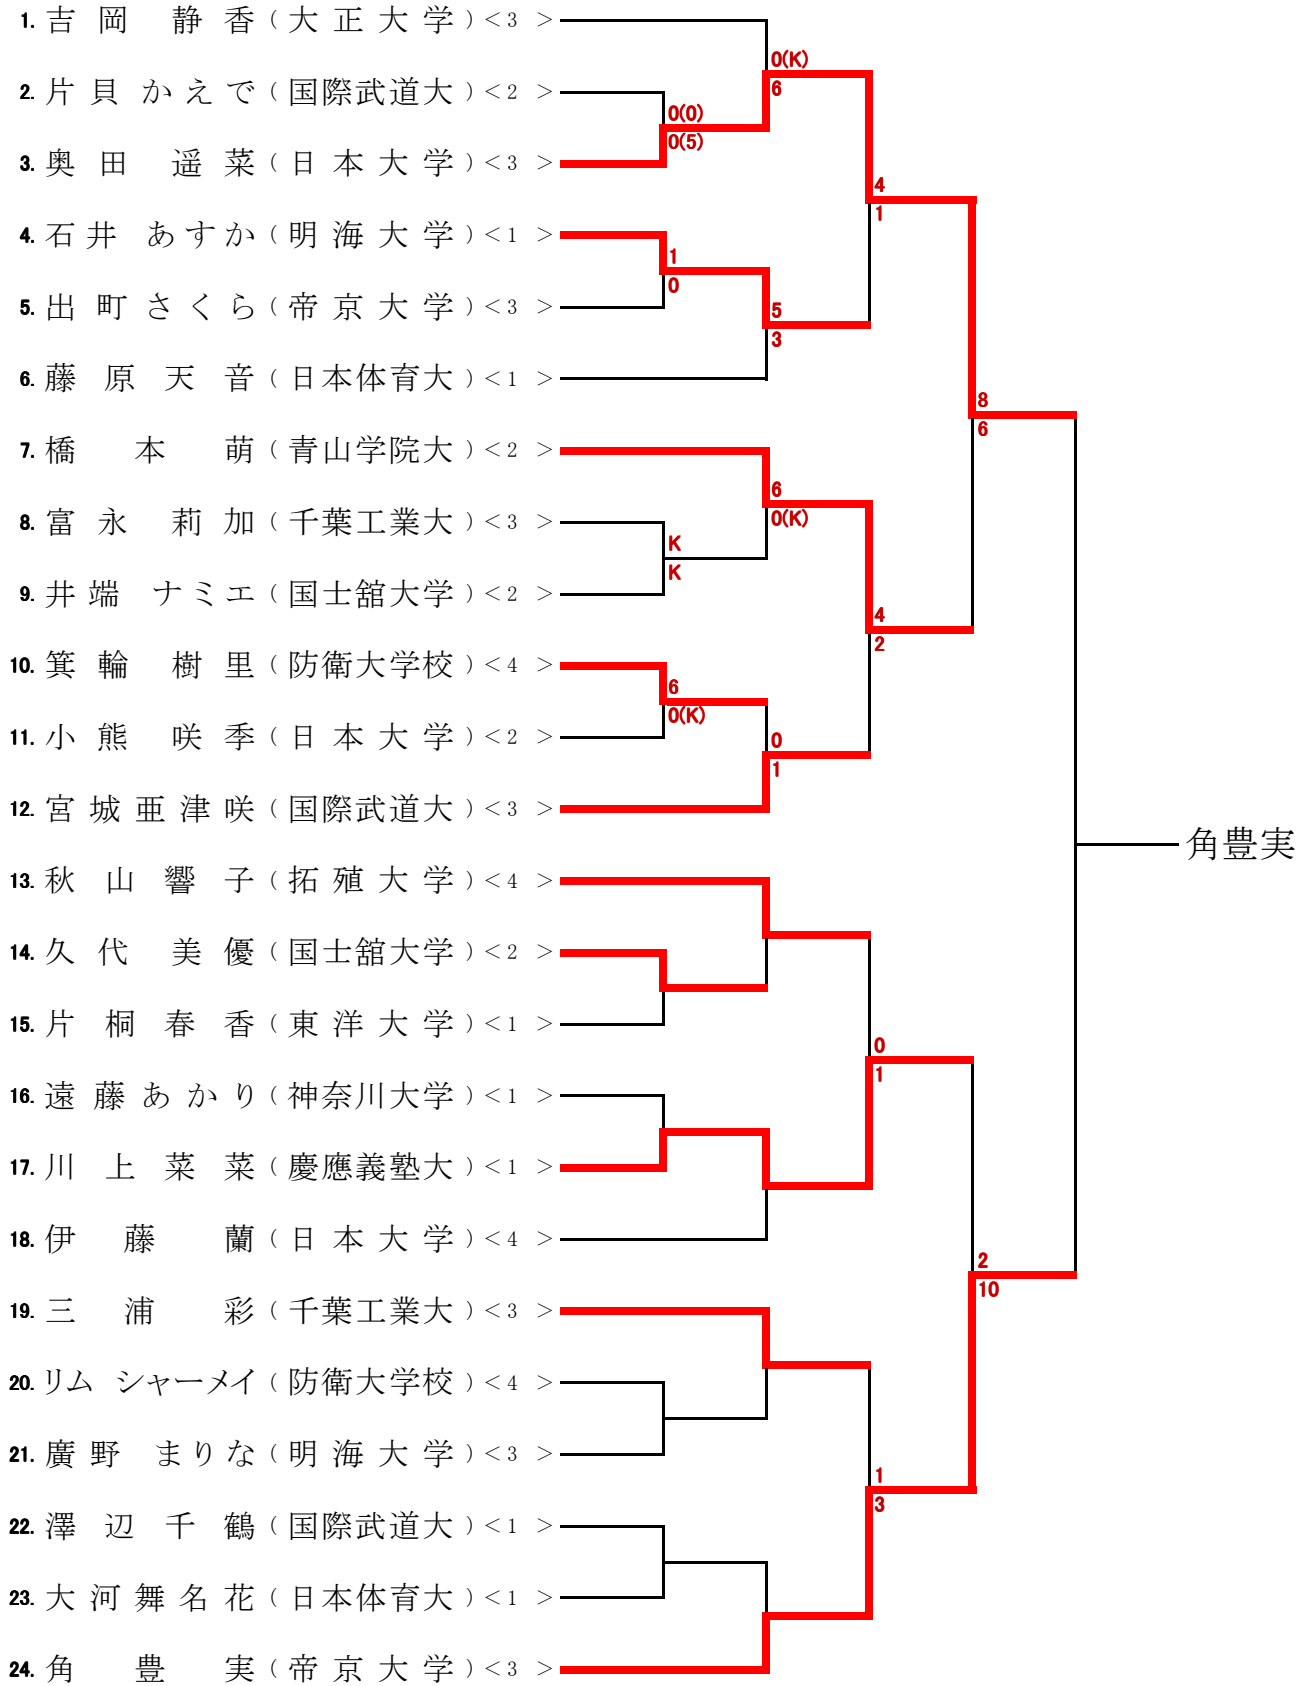 1. 吉岡 静香（大正大学）<3 >
0(K)
6
2. 片貝 かえで（国際武道大）<2 >
0(0)
0(5)
3. 奥田 遥菜（日本大学）<3 >
4
1
4. 石井 あすか（明海大学）<1 >
1
0
5. 出町さくら（帝京大学）<3 >
5
3
6. 藤原天音（日本体育大）<1 >
8
6
7. 橋本萌（青山学院大）<2 >
6
0(K)
8. 富永 莉加（千葉工業大）<3 >
K
K
9. 井端 ナミエ（国士舘大学）<2 >
4
2
10. 箕輪 樹里（防衛大学校）<4 >
6
0(K)
11. 小熊 咲季（日本大学）<2 >
0
1
12. 宮城亜津咲（国際武道大）<3 >
角豊実
13. 秋山響子（拓殖大学）<4 >
14. 久代 美優（国士舘大学）<2 >
15. 片桐春香（東洋大学）<1 >
0
1
16. 遠藤あかり（神奈川大学）<1 >
17. 川上菜菜（慶應義塾大）<1 >
18. 伊藤蘭（日本大学）<4 >
2
10
19. 三浦彩（千葉工業大）<3 >
20. リム シャーメイ（防衛大学校）<4 >
21. 廣野 まりな（明海大学）<3 >
1
3
22. 澤辺千鶴（国際武道大）<1 >
23. 大河舞名花（日本体育大）<1 >
24. 角豊実（帝京大学）<3 >